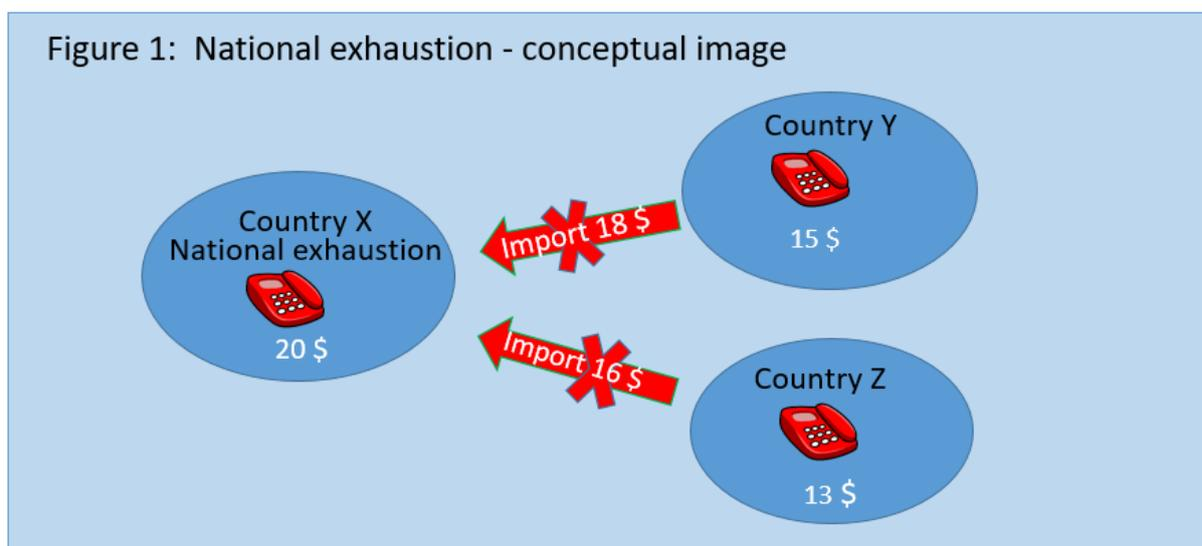 Figure 1: National exhaustion - conceptual image
Country Y
15 $
Import 18 $
Country X
National exhaustion
20 $
Import 16 $
Country Z
13 $